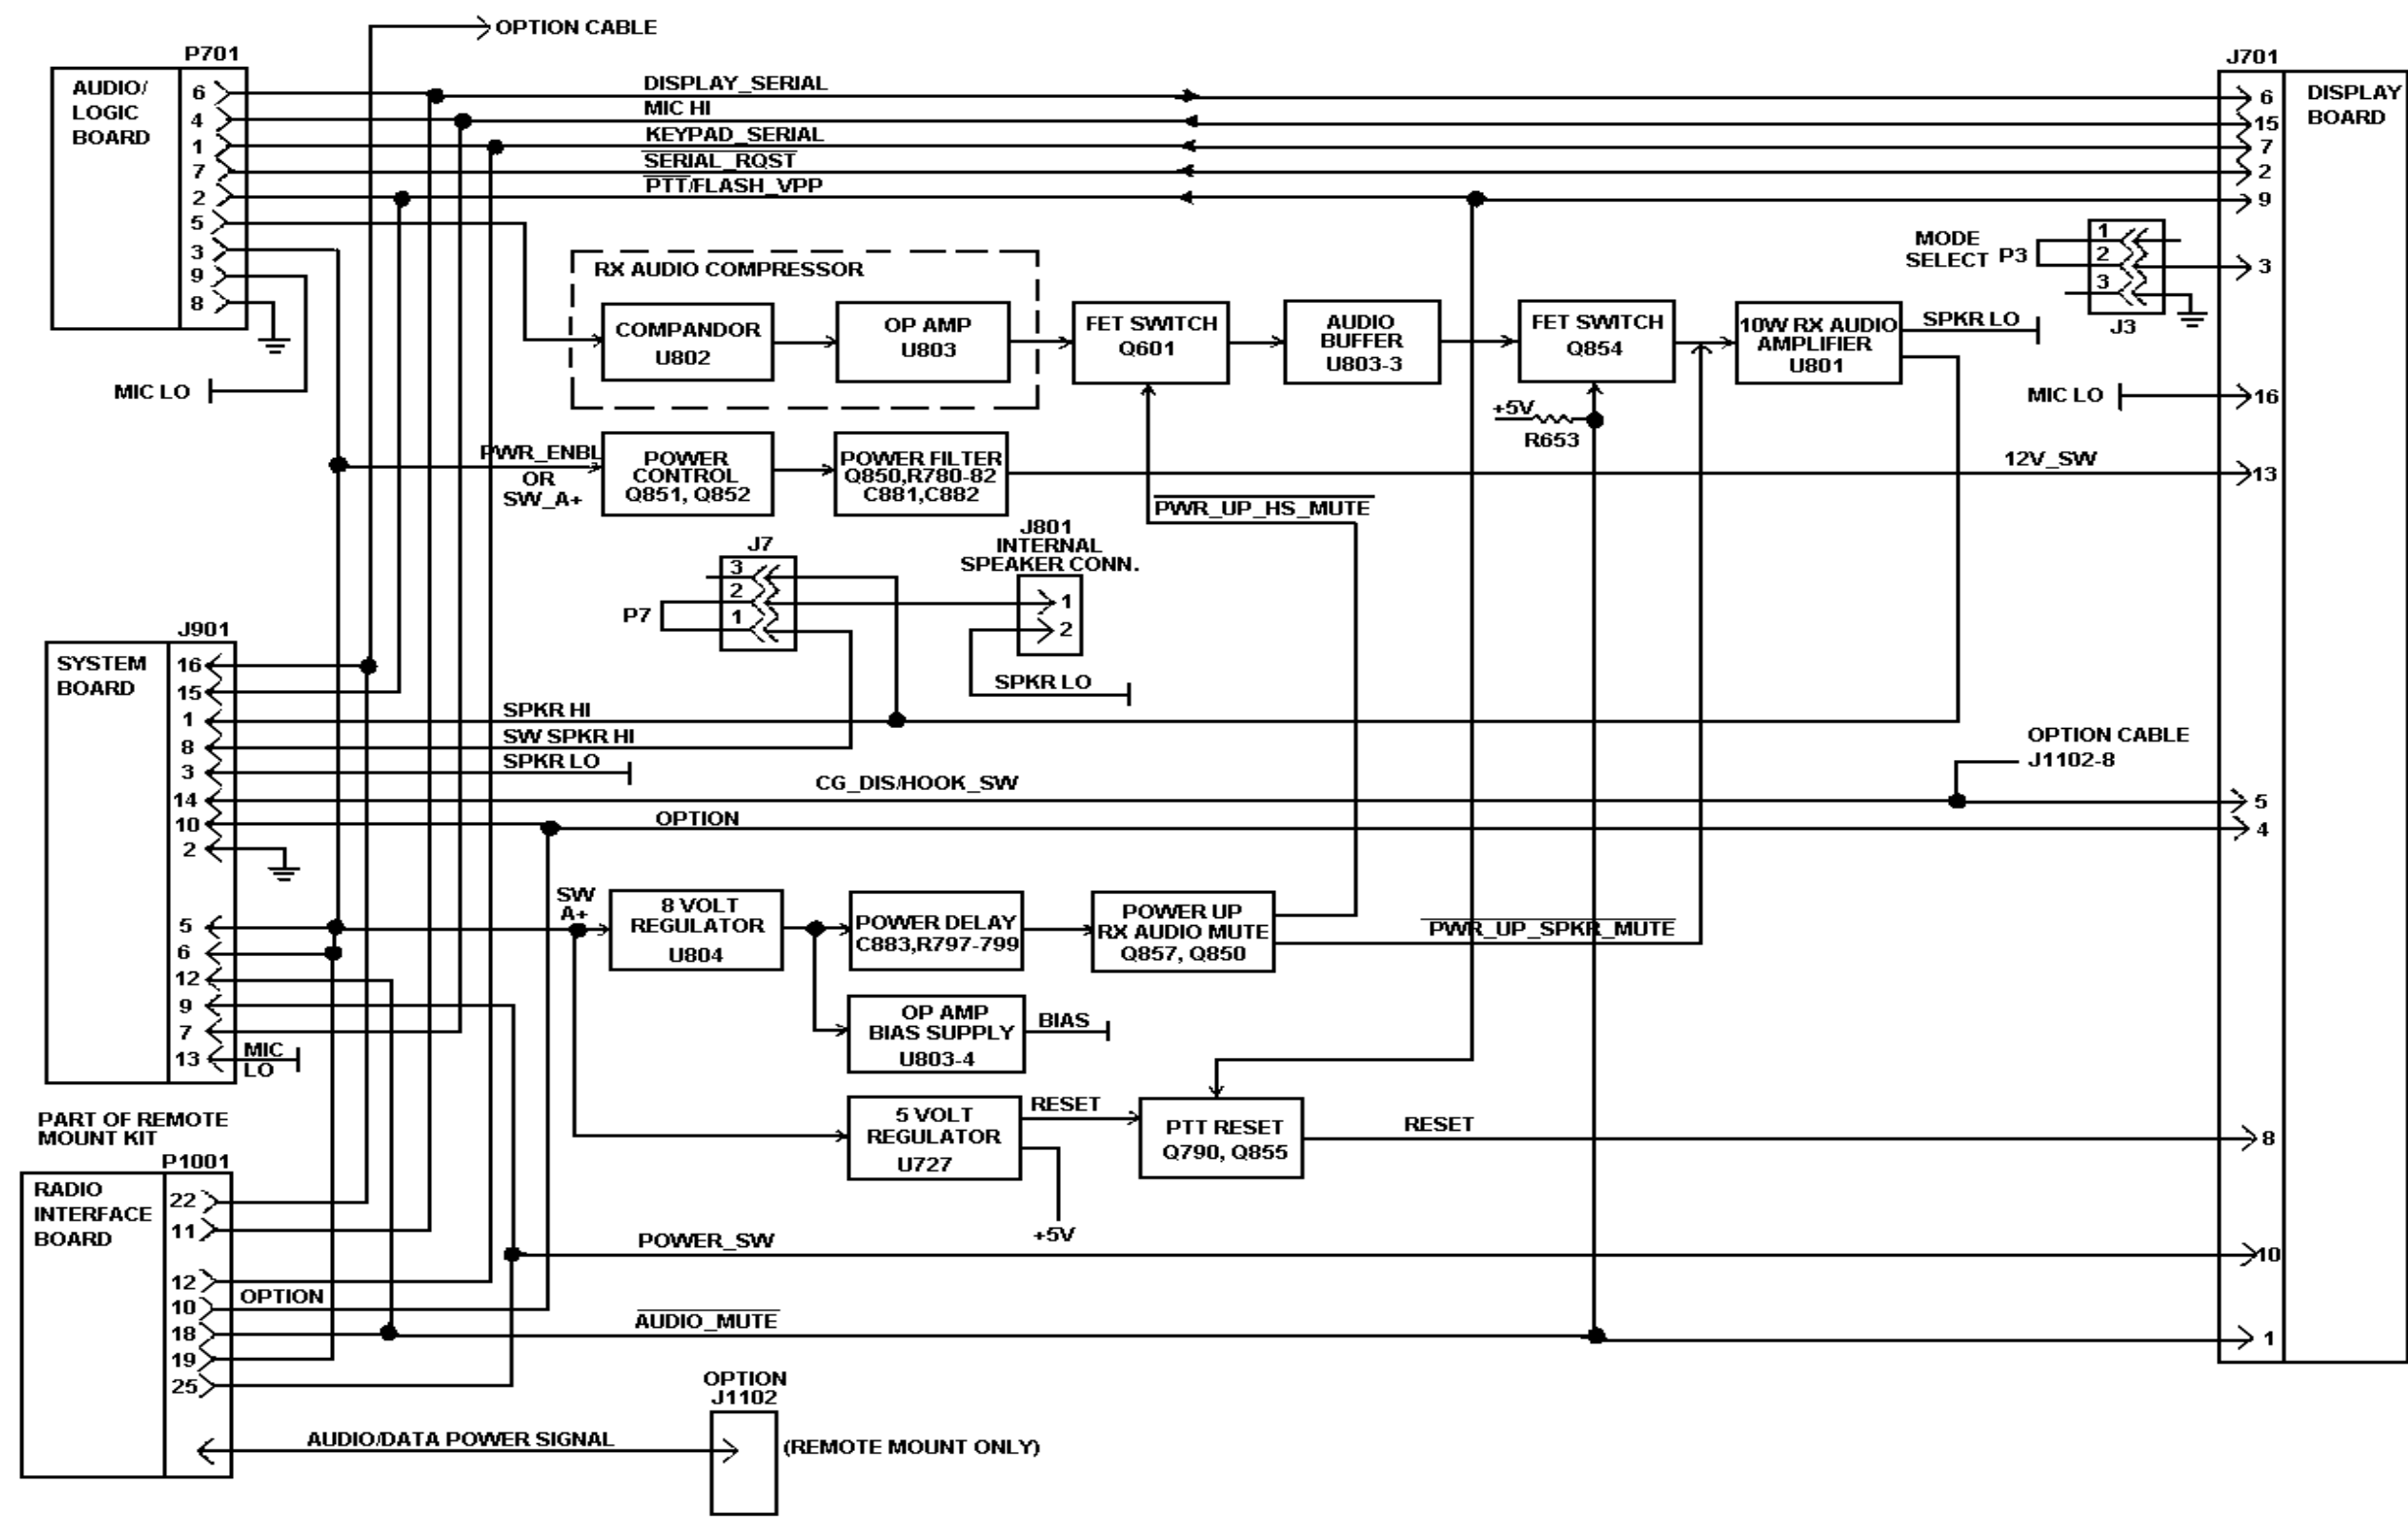 OPTION CABLE
P701
AUDIO/
LOGIC
BOARD
6
4
1
7
2
5
3
9
8
MIC LO
DISPLAY_SERIAL
MIC HI
KEYPAD_SERIAL
SERIAL_RQST
PTT/FLASH_VPP
J701
DISPLAY
BOARD
6
15
7
2
9
3
16
13
5
4
8
10
1
MODE
SELECT
P3
1
2
3
J3
RX AUDIO COMPRESSOR
COMPANDOR
U802
OP AMP
U803
FET SWITCH
Q601
AUDIO
BUFFER
U803-3
FET SWITCH
Q854
10W RX AUDIO
AMPLIFIER
U801
SPKR LO
MIC LO
+5V
R653
PWR_ENBL
OR
SW_A+
POWER
CONTROL
Q851, Q852
POWER FILTER
Q850,R780-82
C881,C882
12V_SW
PWR_UP_HS_MUTE
J7
3
2
1
P7
J801
INTERNAL
SPEAKER CONN.
1
2
SPKR LO
J901
SYSTEM
BOARD
16
15
1
8
3
14
10
2
5
6
12
9
7
13
MIC
LO
SPKR HI
SW SPKR HI
SPKR LO
CG_DIS/HOOK_SW
OPTION CABLE
J1102-8
OPTION
SW
A+
8 VOLT
REGULATOR
U804
POWER DELAY
C883,R797-799
POWER UP
RX AUDIO MUTE
Q857, Q850
PWR_UP_SPKR_MUTE
OP AMP
BIAS SUPPLY
U803-4
BIAS
5 VOLT
REGULATOR
U727
RESET
+5V
PTT RESET
Q790, Q855
RESET
PART OF REMOTE
MOUNT KIT
P1001
RADIO
INTERFACE
BOARD
22
11
12
10
18
19
25
OPTION
POWER_SW
AUDIO_MUTE
OPTION
J1102
AUDIO/DATA POWER SIGNAL
(REMOTE MOUNT ONLY)